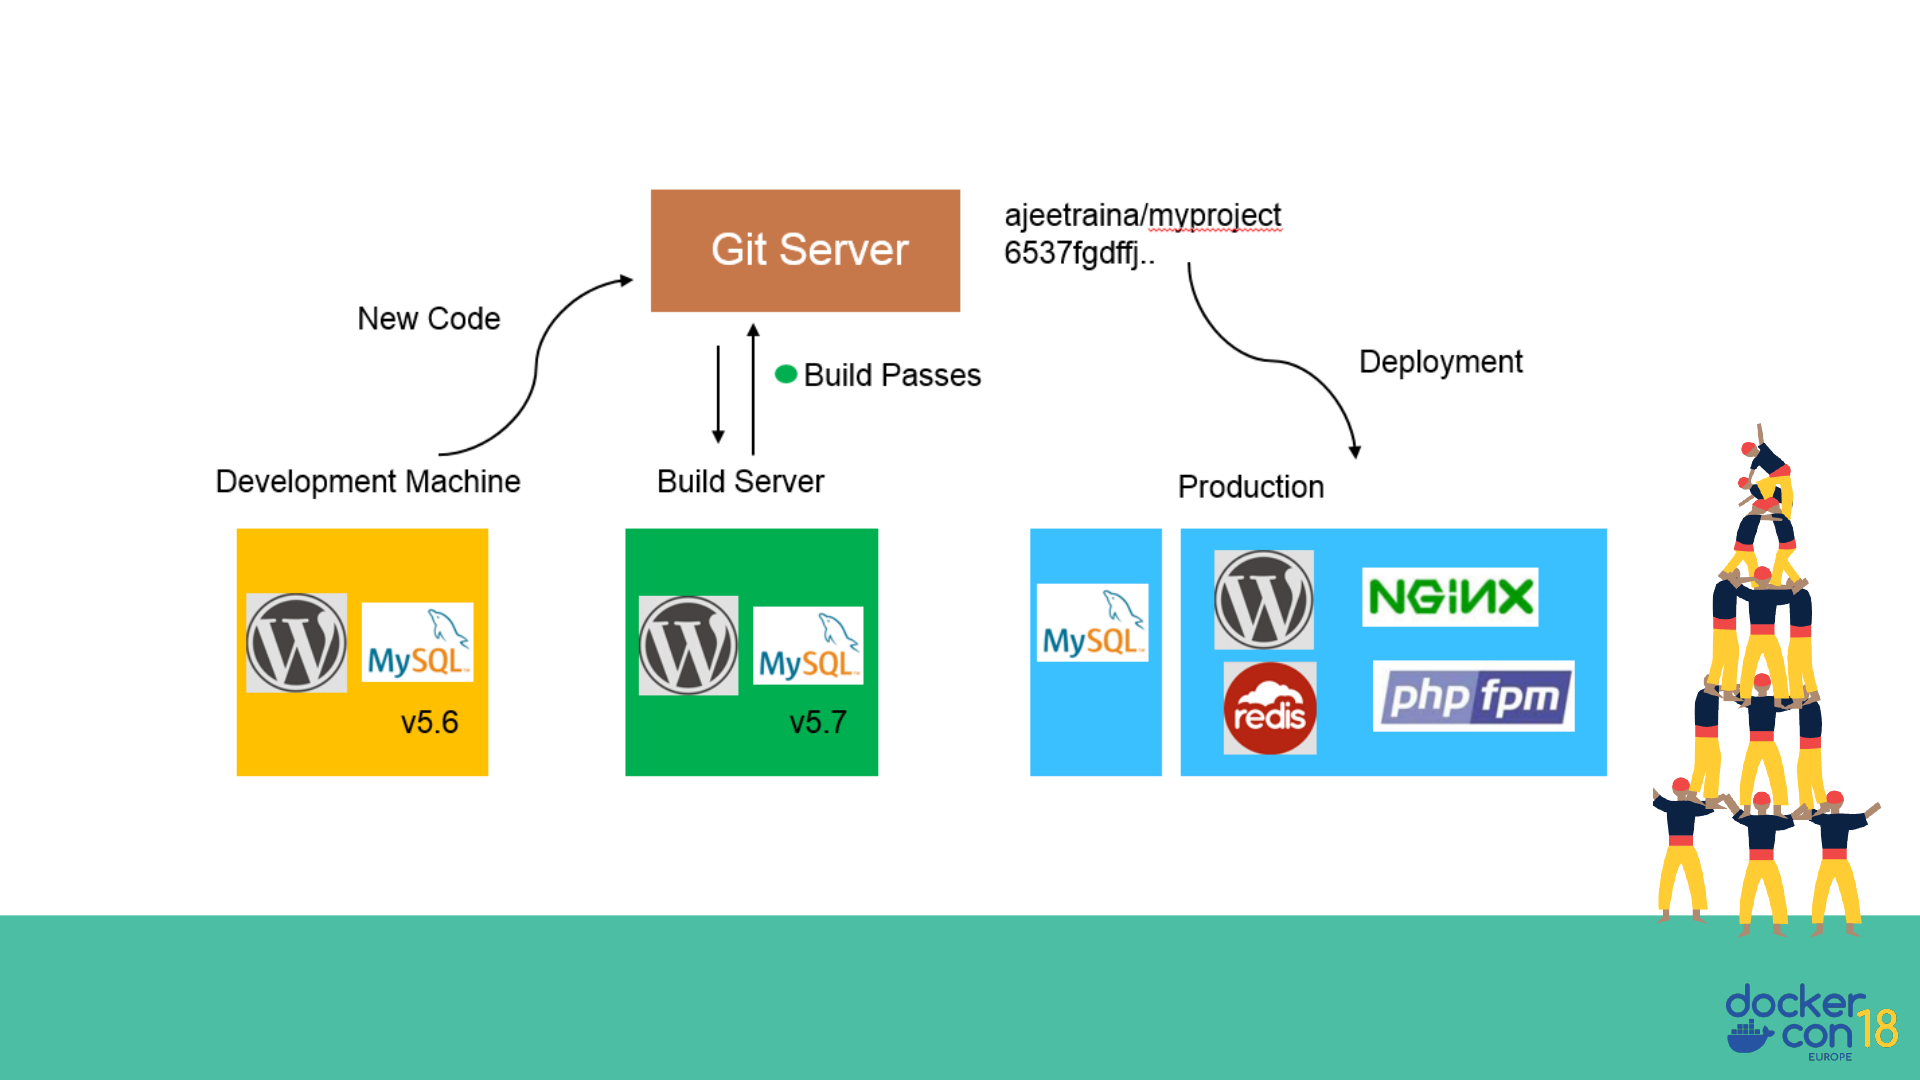 Git Server
ajeetraina/myproject
6537fgdffj..
New Code
Build Passes
Deployment
Development Machine
Build Server
Production
MySQL
v5.6
MySQL
v5.7
MySQL
NGINX
redis
php fpm
docker
con 18
EUROPE